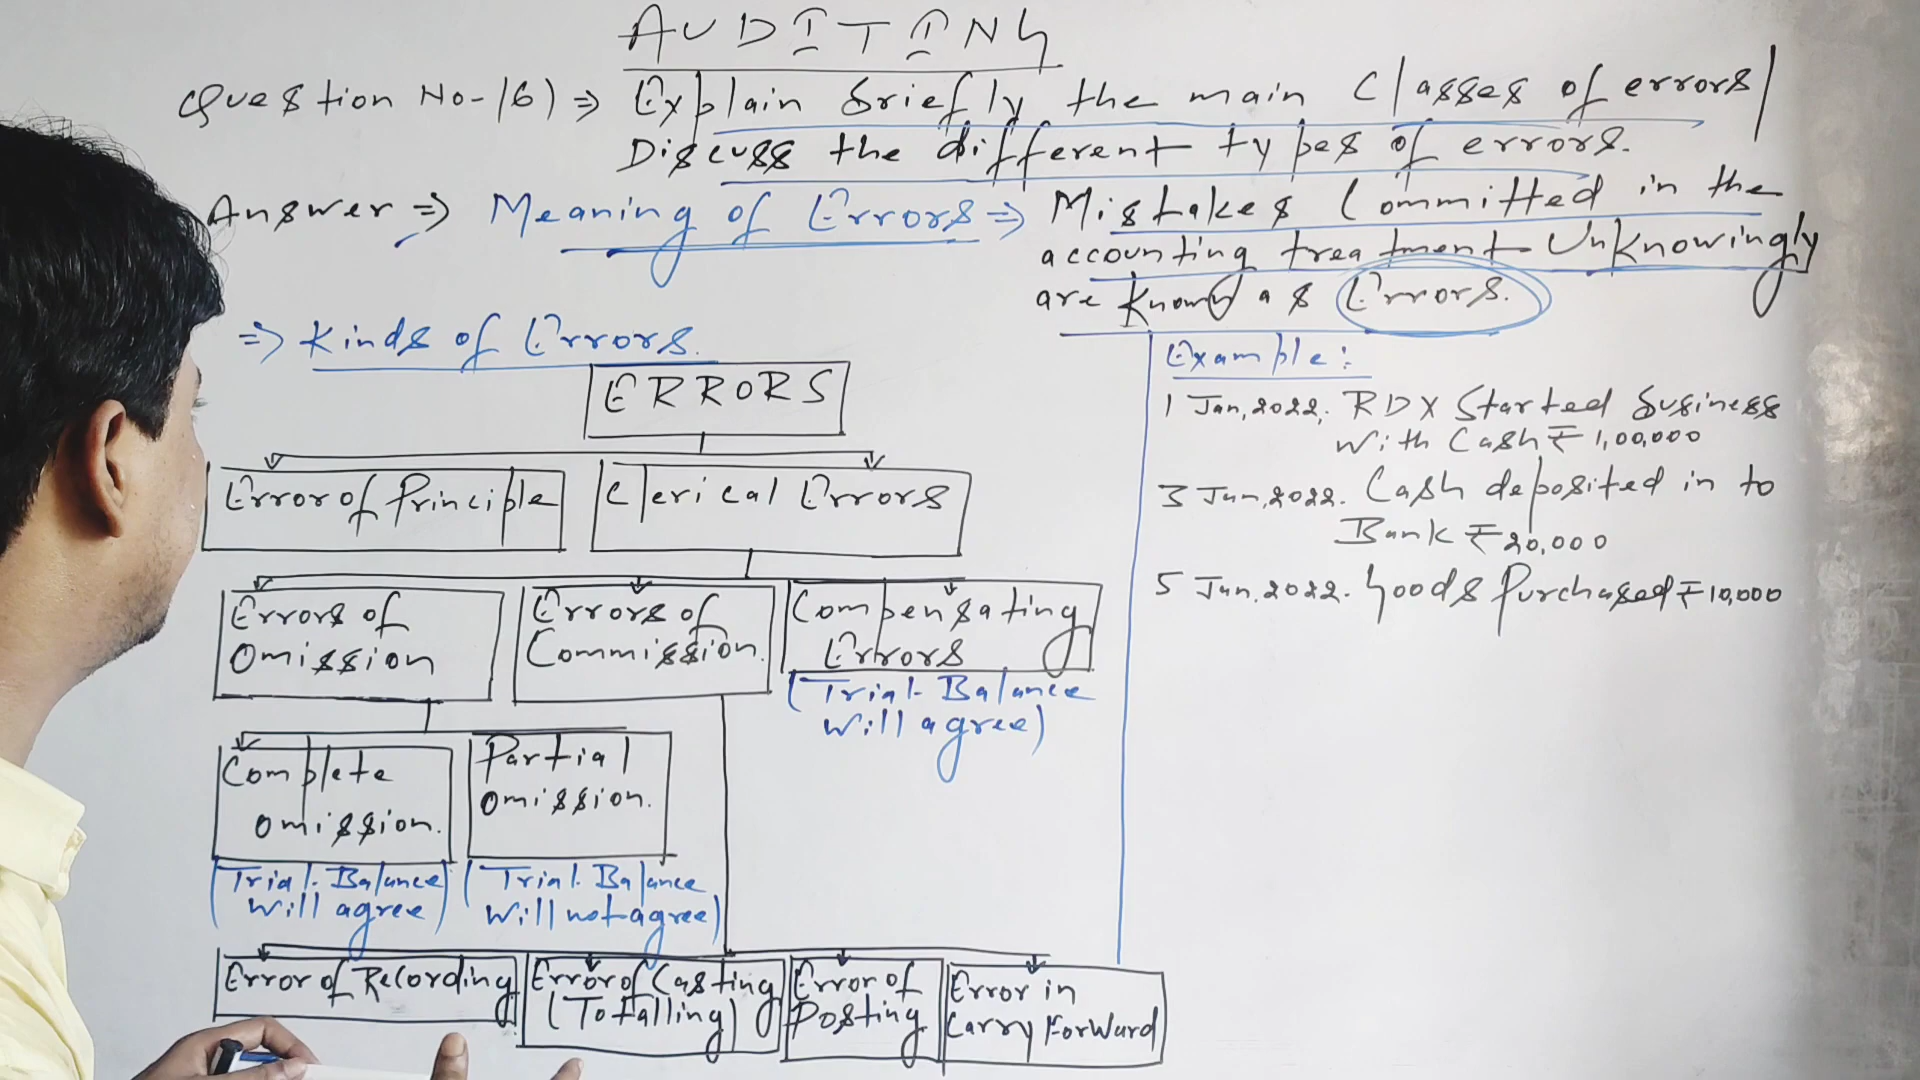 AUDITING
Question No-16) ⇒ Explain briefly the main classes of errors/
Discuss the different types of errors.
Answer ⇒ Meaning of Errors ⇒ Mistakes Committed in the
accounting treatment Unknowingly
are known as Errors.
⇒ Kinds of Errors.
ERRORS
Error of Principle
Clerical Errors
Errors of
Omission
Errors of
Commission.
Compensating
Errors
(Trial Balance
will agree)
Complete
omission.
Partial
omission.
(Trial Balance
will agree)
(Trial Balance
will not agree)
Error of Recording
Error of Casting
(Totalling)
Error of
Posting
Error in
Carry Forward
Example:
1 Jan, 2022. RDX Started business
with Cash ₹ 1,00,000
3 Jan, 2022. Cash deposited in to
Bank ₹ 20,000
5 Jan, 2022. Goods Purchased ₹ 10,000